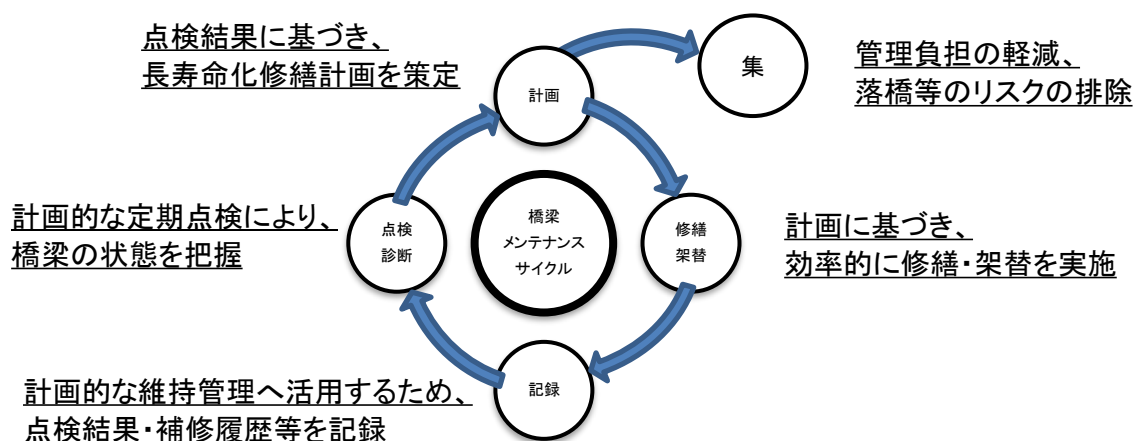 点検結果に基づき、
長寿命化修繕計画を策定
計画
集
管理負担の軽減、
落橋等のリスクの排除
計画的な定期点検により、
橋梁の状態を把握
点検
診断
橋梁
メンテナンス
サイクル
修繕
架替
計画に基づき、
効率的に修繕・架替を実施
計画的な維持管理へ活用するため、
点検結果・補修履歴等を記録
記録